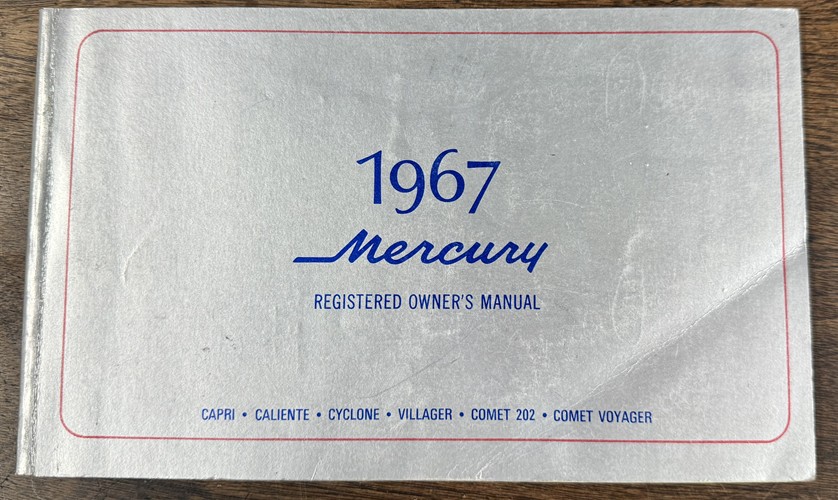 1967
Mercury
REGISTERED OWNER'S MANUAL
CAPRI • CALIENTE • CYCLONE • VILLAGER • COMET 202 • COMET VOYAGER